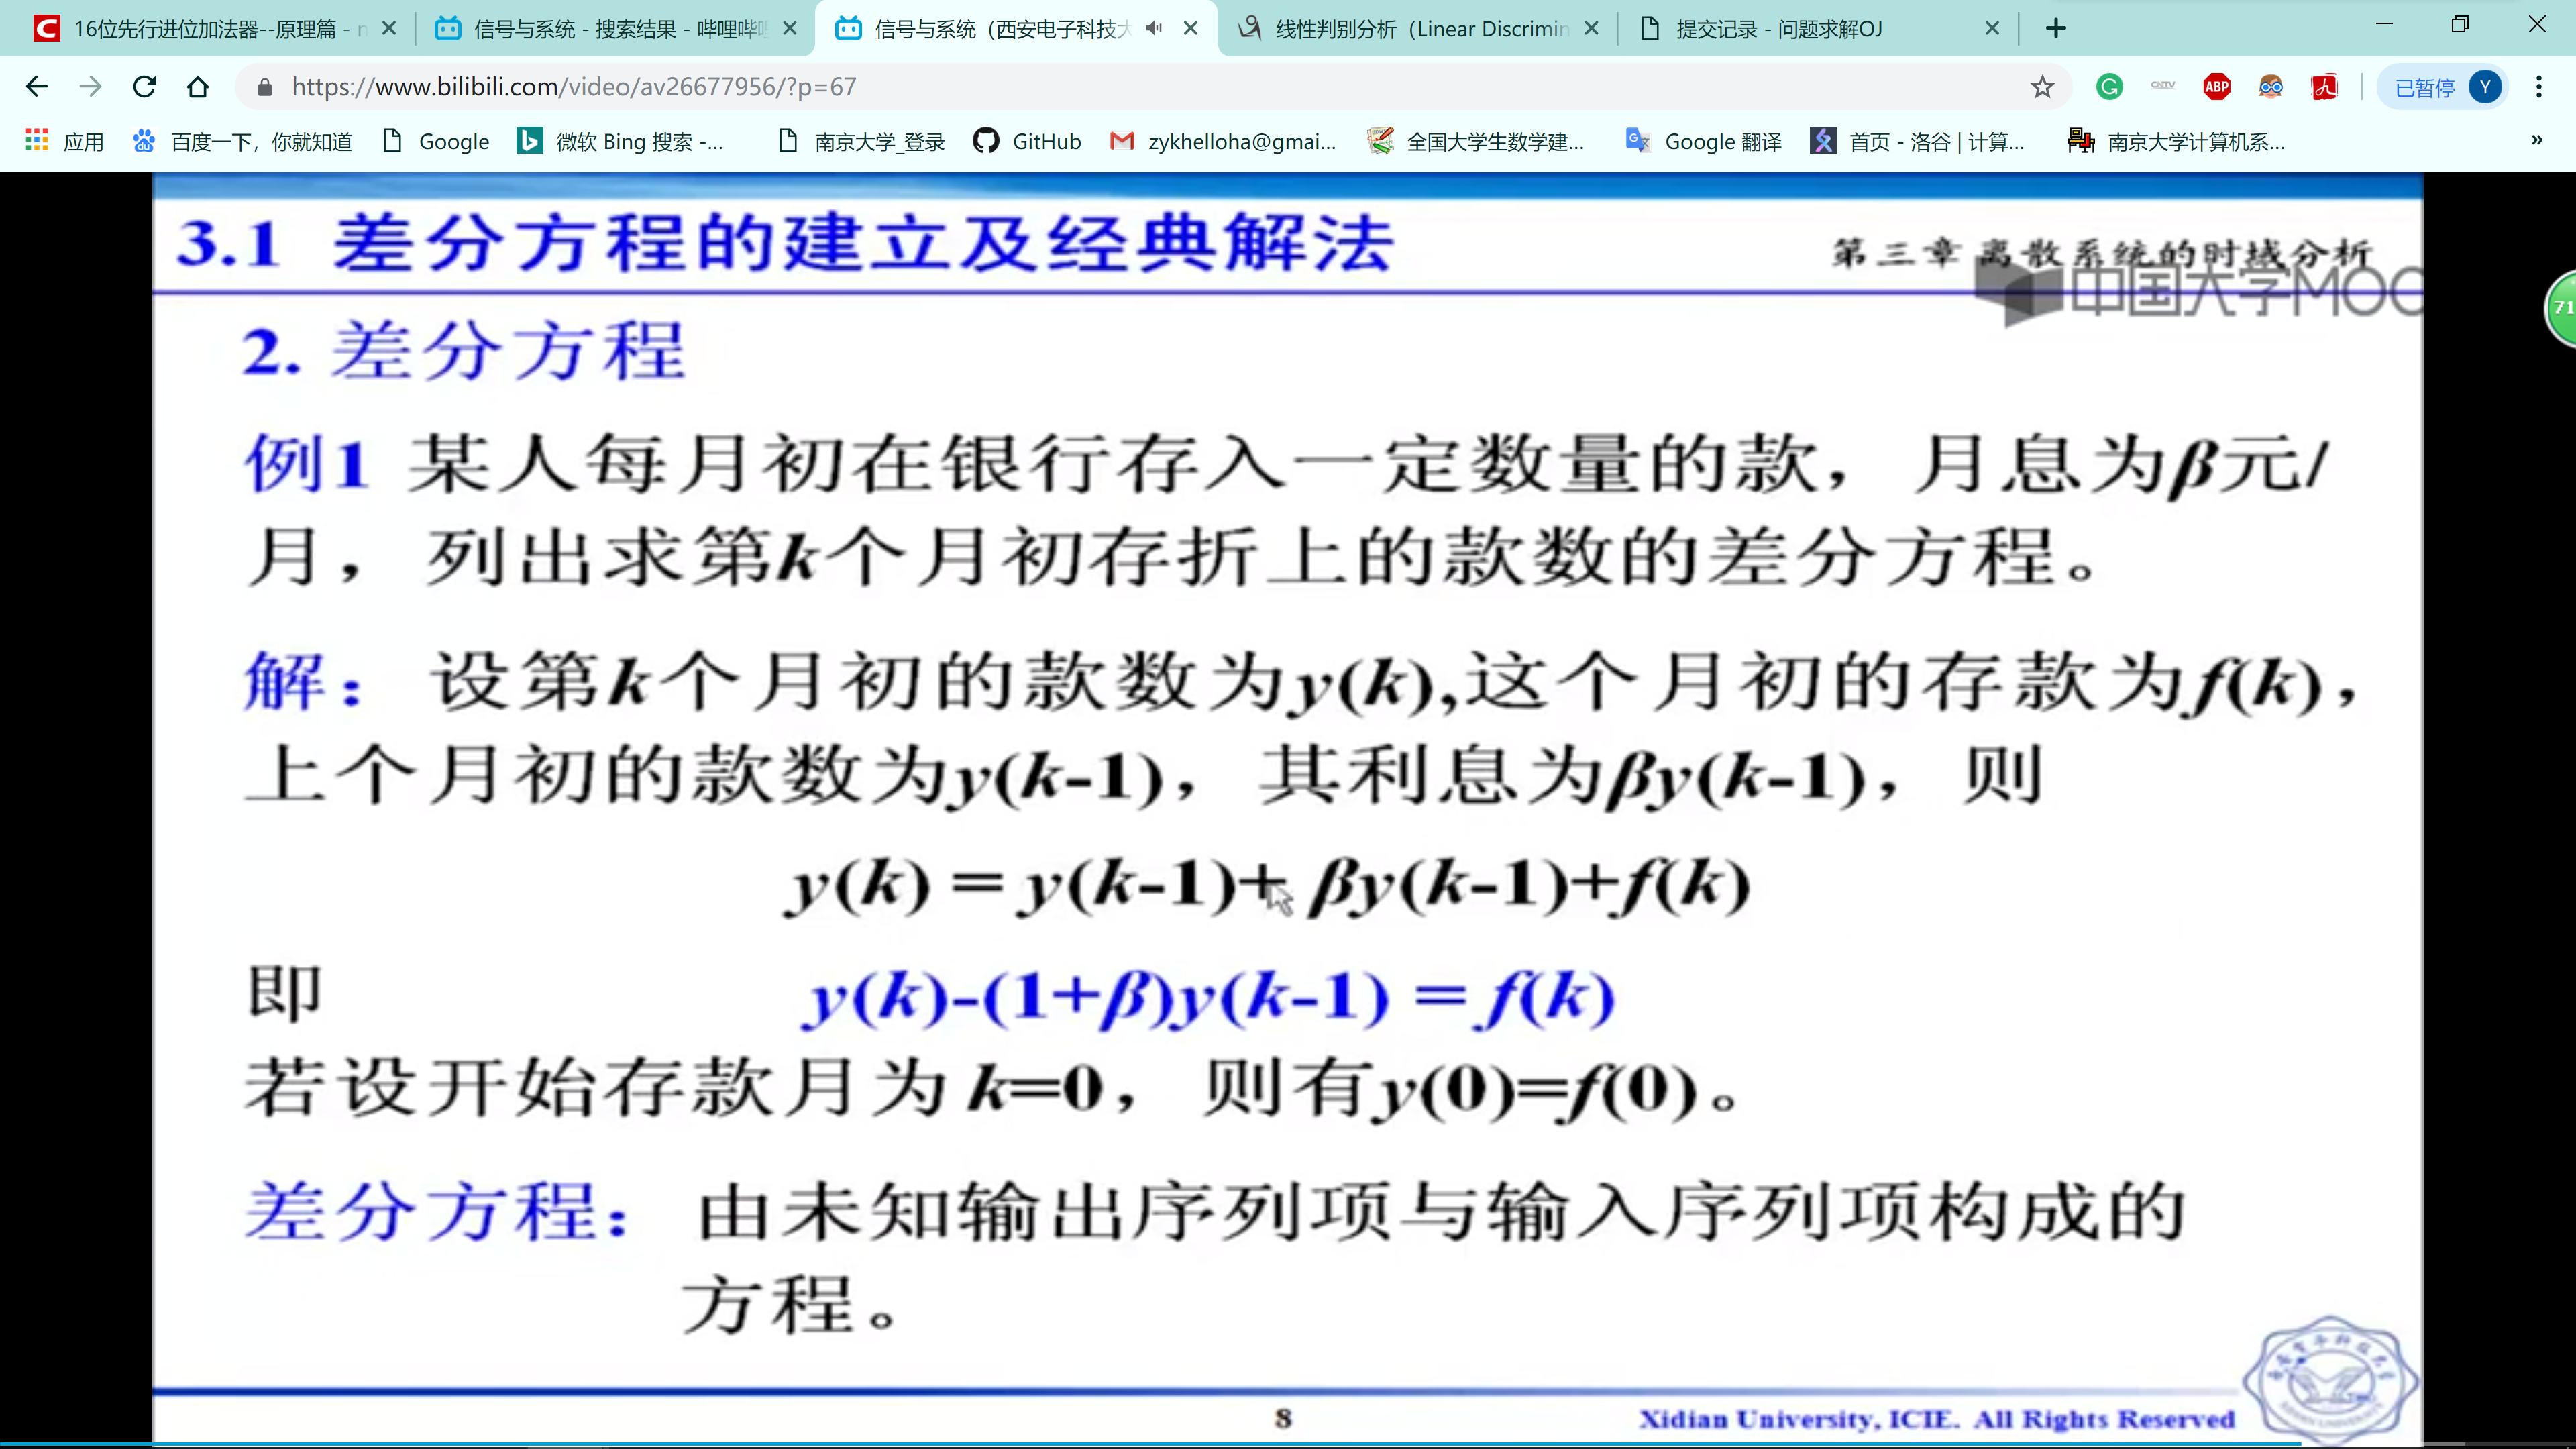 16位先行进位加法器--原理篇 - n
信号与系统 - 搜索结果 - 哔哩哔哩
信号与系统（西安电子科技大
线性判别分析（Linear Discrimin
提交记录 - 问题求解OJ
https://www.bilibili.com/video/av26677956/?p=67
ABP
已暂停 Y
应用
百度一下，你就知道
Google
微软 Bing 搜索 -...
南京大学_登录
GitHub
zykhelloha@gmai...
全国大学生数学建...
Google 翻译
首页 - 洛谷 | 计算...
南京大学计算机系...
»
3.1 差分方程的建立及经典解法
第三章 离散系统的时域分析
中国大学MOO
71
2. 差分方程
例1 某人每月初在银行存入一定数量的款，月息为β元/
月，列出求第k个月初存折上的款数的差分方程。
解：设第k个月初的款数为y(k),这个月初的存款为f(k)，
上个月初的款数为y(k-1)，其利息为βy(k-1)，则
y(k) = y(k-1)+ βy(k-1)+f(k)
即 y(k)-(1+β)y(k-1) = f(k)
若设开始存款月为 k=0，则有y(0)=f(0)。
差分方程：由未知输出序列项与输入序列项构成的
方程。
8
Xidian University, ICIE. All Rights Reserved